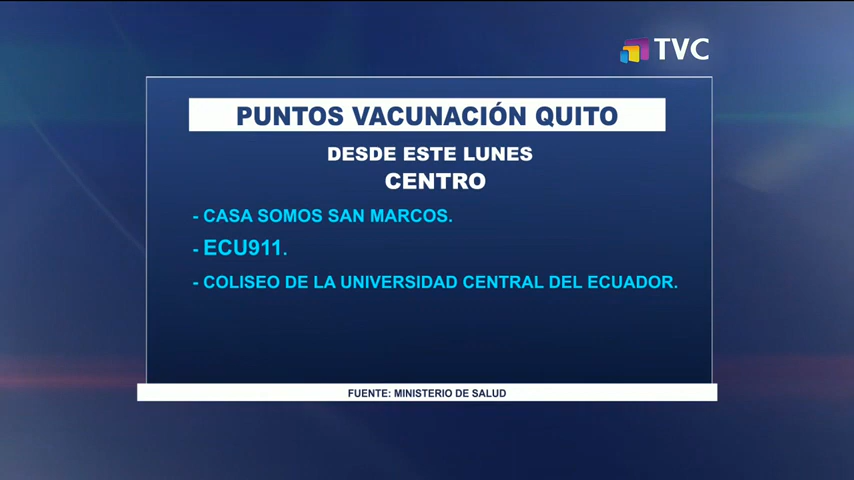 TVC
PUNTOS VACUNACIÓN QUITO
DESDE ESTE LUNES
CENTRO
- CASA SOMOS SAN MARCOS.
- ECU911.
- COLISEO DE LA UNIVERSIDAD CENTRAL DEL ECUADOR.
FUENTE: MINISTERIO DE SALUD